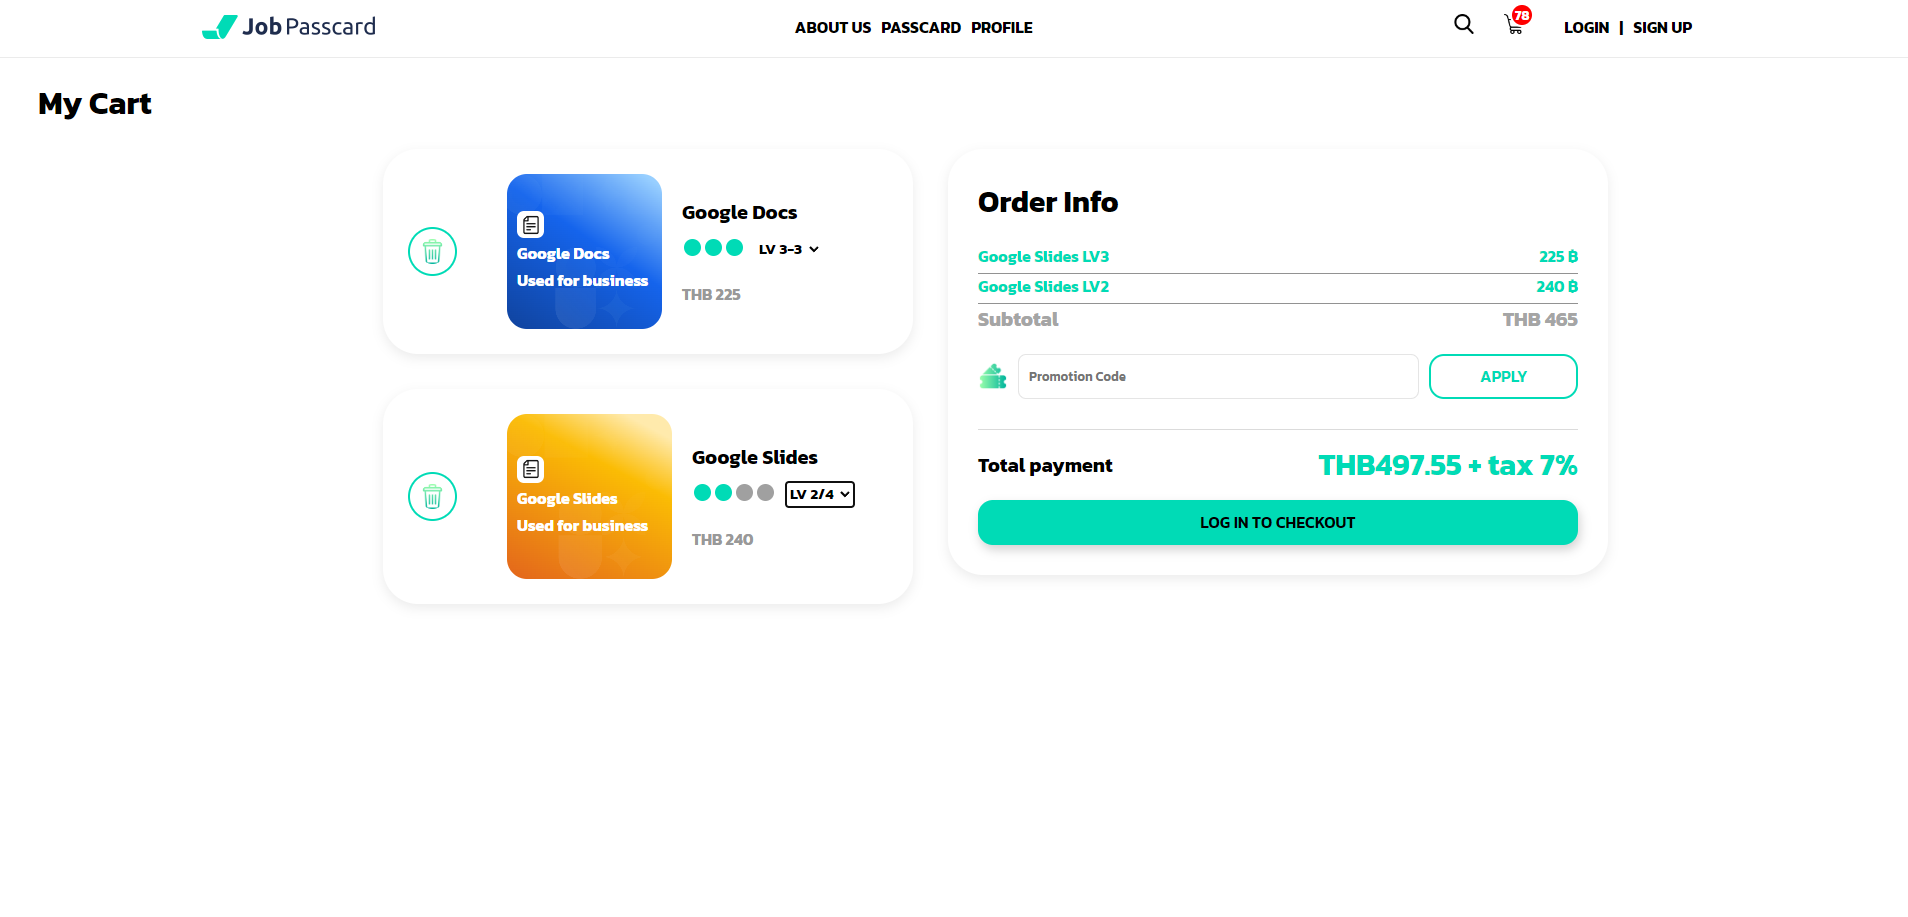 Job Passcard
ABOUT US PASSCARD PROFILE
78
LOGIN | SIGN UP
My Cart
Google Docs
Used for business
Google Docs
LV 3-3
THB 225
Google Slides
Used for business
Google Slides
LV 2/4
THB 240
Order Info
Google Slides LV3 225 ฿
Google Slides LV2 240 ฿
Subtotal THB 465
Promotion Code
APPLY
Total payment THB497.55 + tax 7%
LOG IN TO CHECKOUT